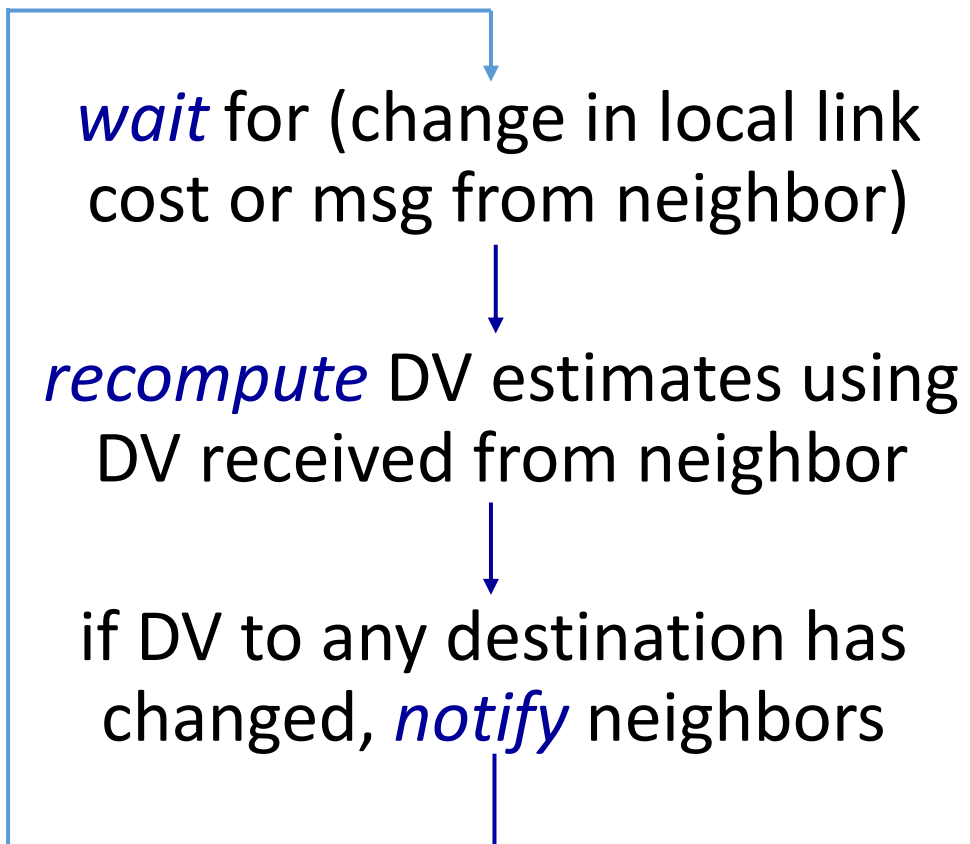 wait for (change in local link
cost or msg from neighbor)
recompute DV estimates using
DV received from neighbor
if DV to any destination has
changed, notify neighbors